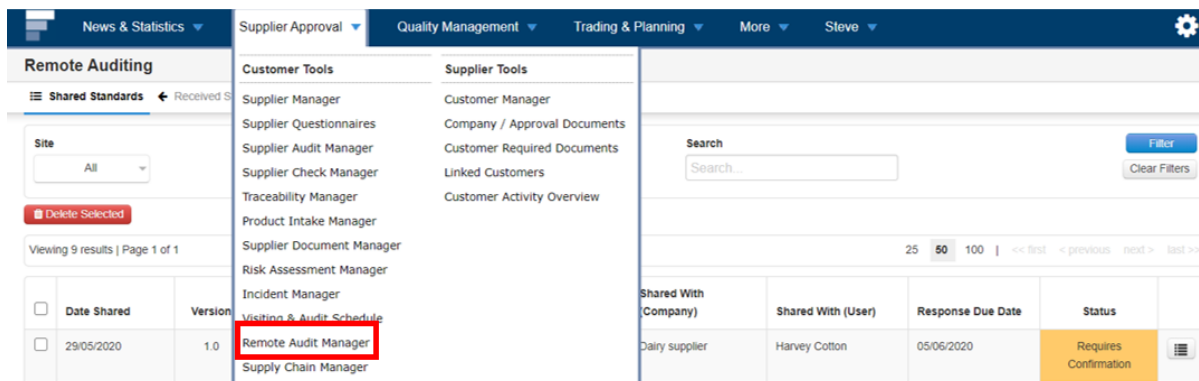 News & Statistics Supplier Approval Quality Management Trading & Planning More Steve
Remote Auditing
Shared Standards Received S
Customer Tools
Supplier Manager
Supplier Questionnaires
Supplier Audit Manager
Supplier Check Manager
Traceability Manager
Product Intake Manager
Supplier Document Manager
Risk Assessment Manager
Incident Manager
Visiting & Audit Schedule
Remote Audit Manager
Supply Chain Manager
Supplier Tools
Customer Manager
Company / Approval Documents
Customer Required Documents
Linked Customers
Customer Activity Overview
Site
All
Search
Search...
Filter
Clear Filters
Delete Selected
Viewing 9 results | Page 1 of 1
25 50 100 | << first < previous next > last >>
Date Shared Version Shared With (Company) Shared With (User) Response Due Date Status
29/05/2020 1.0 Dairy supplier Harvey Cotton 05/06/2020 Requires Confirmation